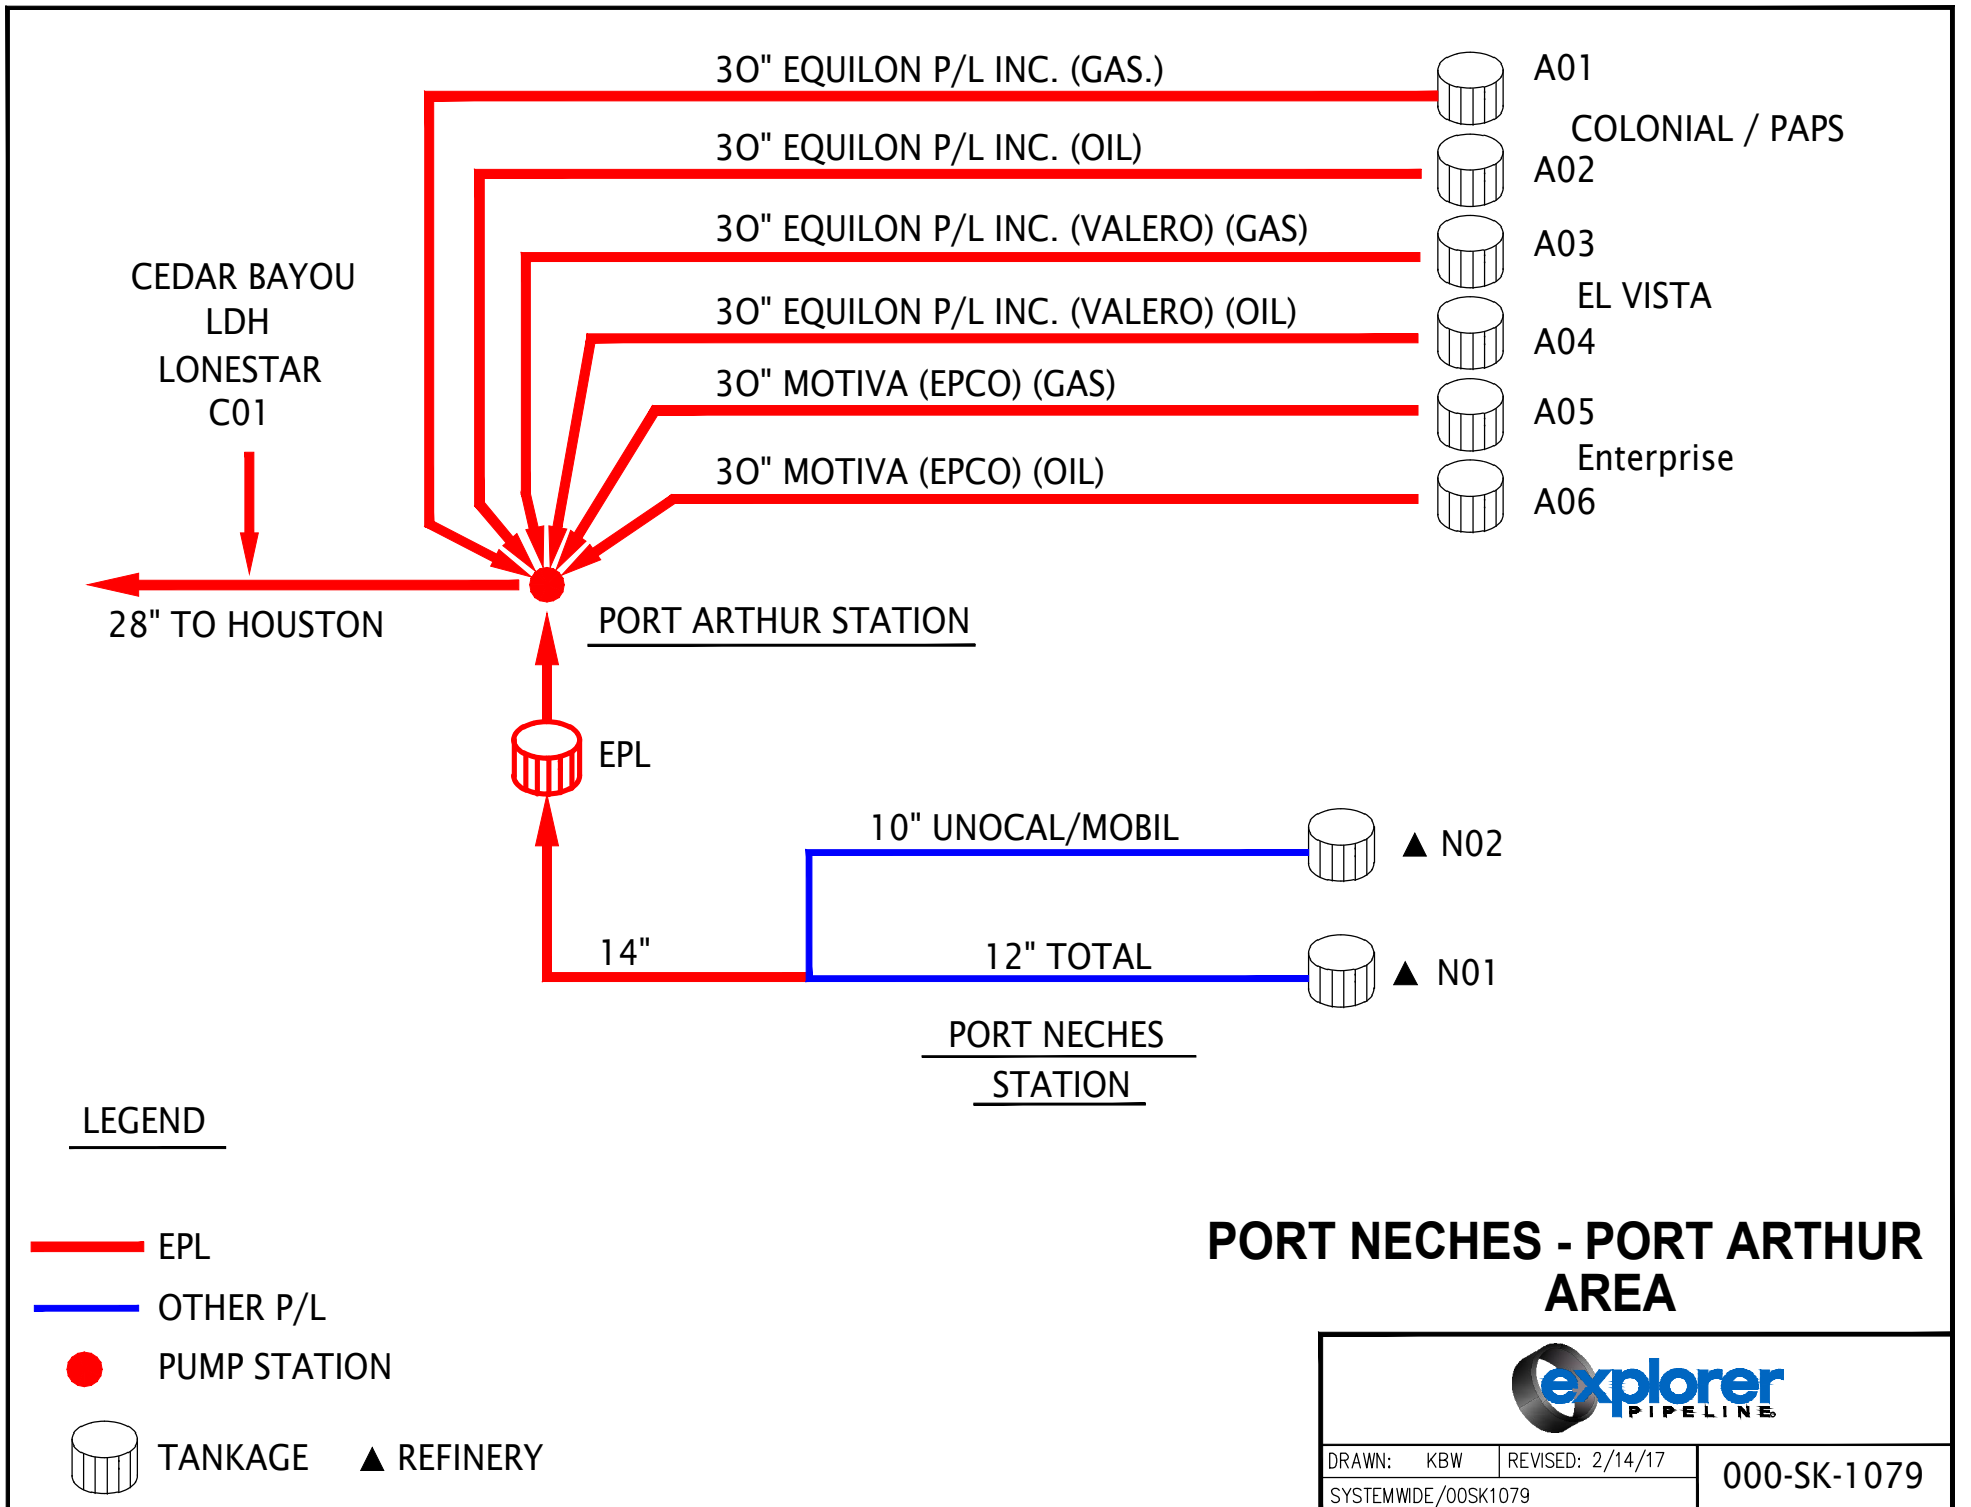 30" EQUILON P/L INC. (GAS.)
A01
COLONIAL / PAPS
30" EQUILON P/L INC. (OIL)
A02
30" EQUILON P/L INC. (VALERO) (GAS)
A03
EL VISTA
30" EQUILON P/L INC. (VALERO) (OIL)
A04
30" MOTIVA (EPCO) (GAS)
A05
Enterprise
30" MOTIVA (EPCO) (OIL)
A06
CEDAR BAYOU
LDH
LONESTAR
C01
28" TO HOUSTON
PORT ARTHUR STATION
EPL
10" UNOCAL/MOBIL
▲ N02
14"
12" TOTAL
▲ N01
PORT NECHES
STATION
LEGEND
EPL
OTHER P/L
PUMP STATION
TANKAGE ▲ REFINERY
PORT NECHES - PORT ARTHUR
AREA
explorer
PIPELINE®
DRAWN: KBW REVISED: 2/14/17
SYSTEMWIDE/00SK1079
000-SK-1079